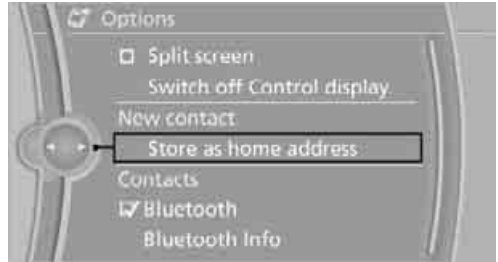 Options
Split screen
Switch off Control display
New contact
Store as home address
Contacts
Bluetooth
Bluetooth Info